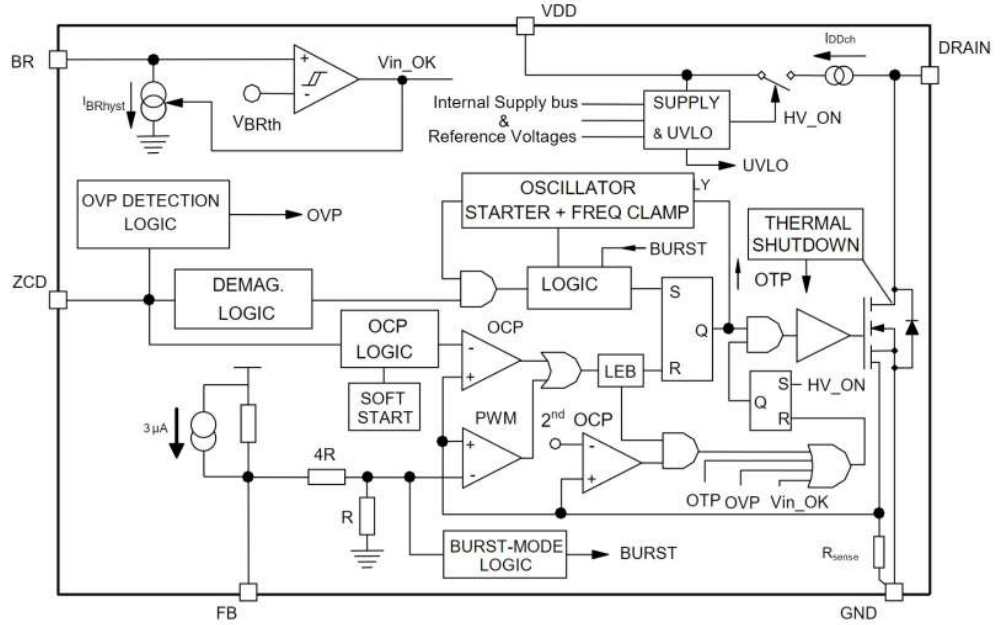 VDD
BR
Vin_OK
IDDch
DRAIN
IBRhyst
VBRth
Internal Supply bus
&
Reference Voltages
SUPPLY
& UVLO
HV_ON
UVLO
OVP DETECTION
LOGIC
OVP
OSCILLATOR
STARTER + FREQ CLAMP
LY
BURST
THERMAL
SHUTDOWN
ZCD
DEMAG.
LOGIC
LOGIC
OTP
S
Q
R
OCP
LOGIC
OCP
LEB
SOFT
START
S
HV_ON
Q
R
3 µA
PWM
2nd OCP
4R
R
OTP
OVP
Vin_OK
BURST-MODE
LOGIC
BURST
Rsense
FB
GND
+
-
-
+
+
-
-
+